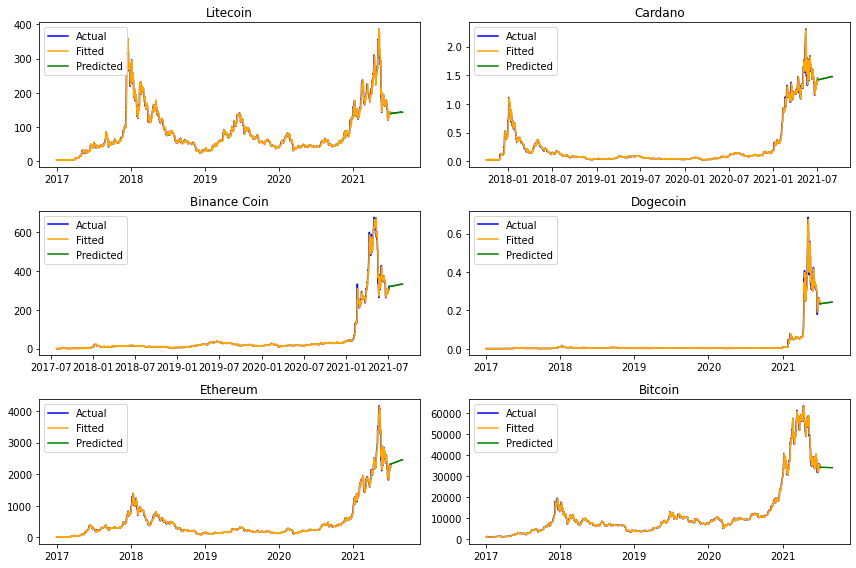 Litecoin
400
300
200
100
0
Actual
Fitted
Predicted
2017 2018 2019 2020 2021
Cardano
2.0
1.5
1.0
0.5
0.0
Actual
Fitted
Predicted
2018-01 2018-07 2019-01 2019-07 2020-01 2020-07 2021-01 2021-07
Binance Coin
600
400
200
0
Actual
Fitted
Predicted
2017-07 2018-01 2018-07 2019-01 2019-07 2020-01 2020-07 2021-01 2021-07
Dogecoin
0.6
0.4
0.2
0.0
Actual
Fitted
Predicted
2017 2018 2019 2020 2021
Ethereum
4000
3000
2000
1000
0
Actual
Fitted
Predicted
2017 2018 2019 2020 2021
Bitcoin
60000
50000
40000
30000
20000
10000
0
Actual
Fitted
Predicted
2017 2018 2019 2020 2021